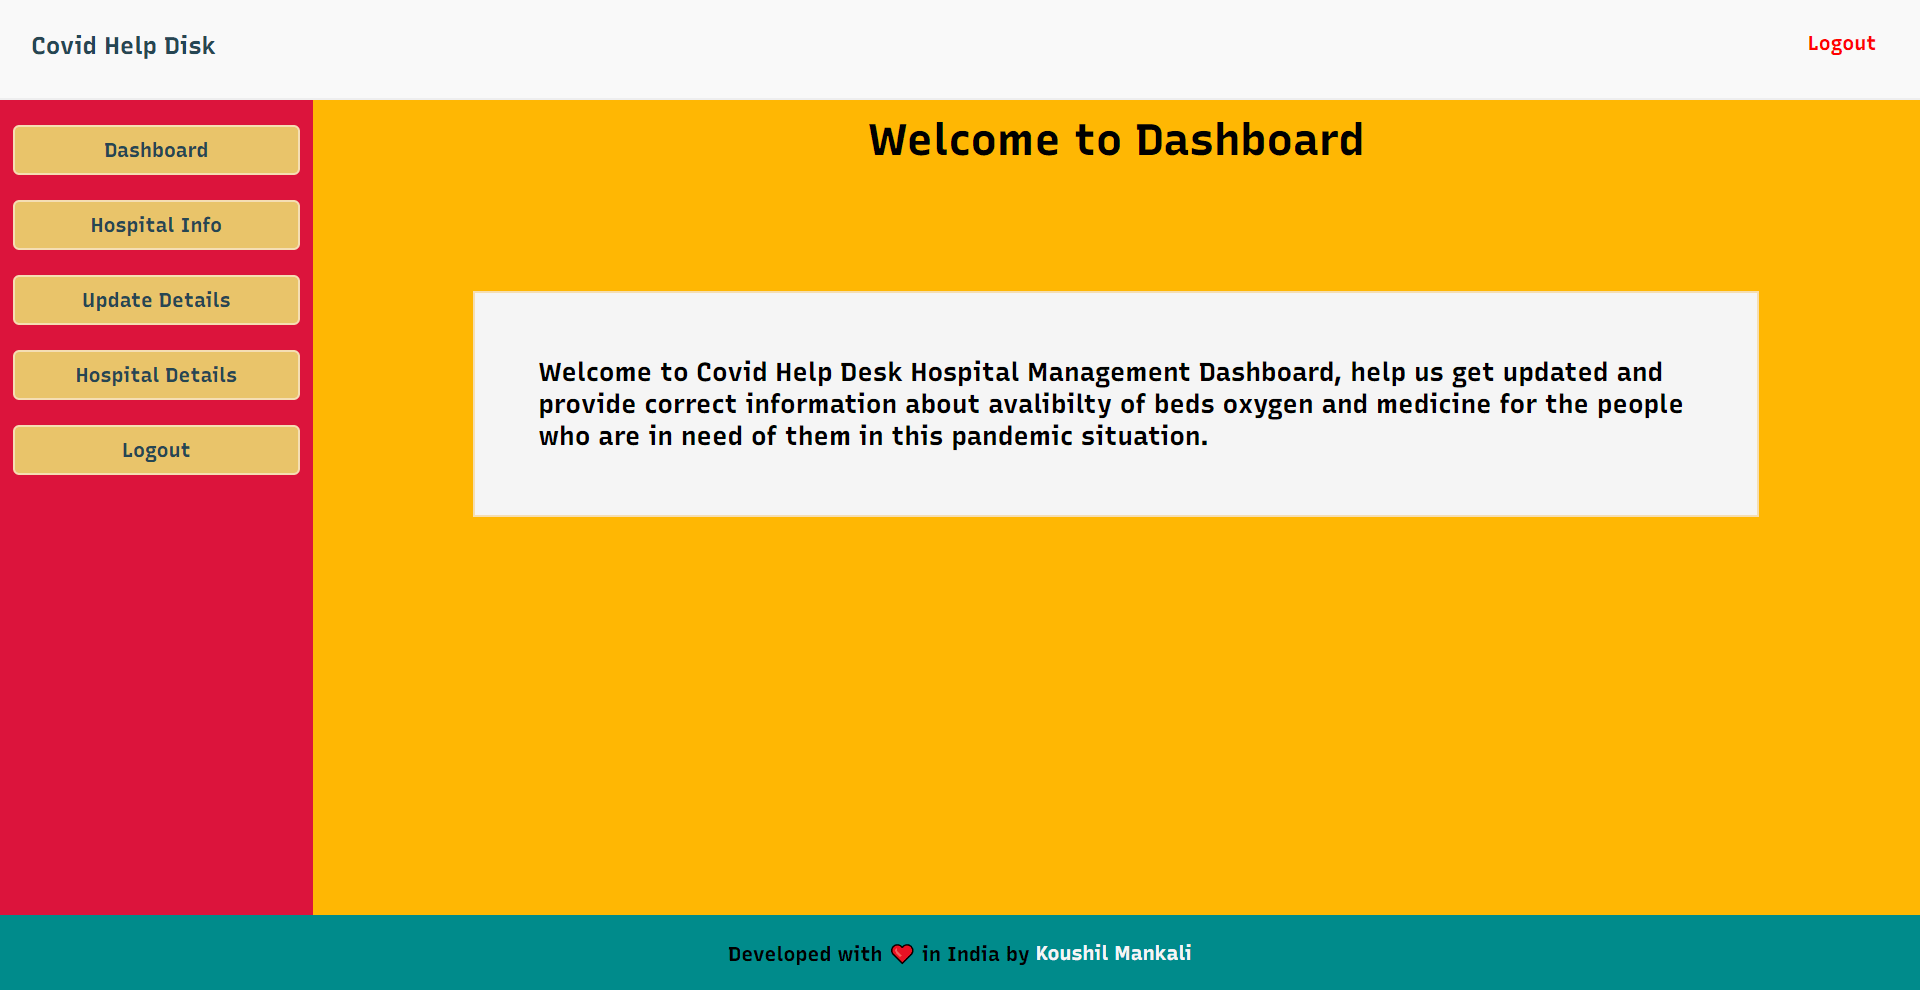 Covid Help Disk
Logout
Dashboard
Hospital Info
Update Details
Hospital Details
Logout
Welcome to Dashboard
Welcome to Covid Help Desk Hospital Management Dashboard, help us get updated and
provide correct information about avalibilty of beds oxygen and medicine for the people
who are in need of them in this pandemic situation.
Developed with ❤️ in India by Koushil Mankali